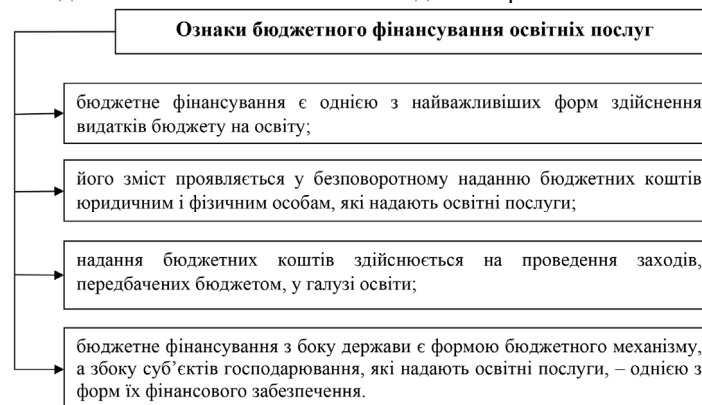 Ознаки бюджетного фінансування освітніх послуг
бюджетне фінансування є однією з найважливіших форм здійснення
видатків бюджету на освіту;
його зміст проявляється у безповоротному наданню бюджетних коштів
юридичним і фізичним особам, які надають освітні послуги;
надання бюджетних коштів здійснюється на проведення заходів,
передбачених бюджетом, у галузі освіти;
бюджетне фінансування з боку держави є формою бюджетного механізму,
а збоку суб’єктів господарювання, які надають освітні послуги, – однією з
форм їх фінансового забезпечення.